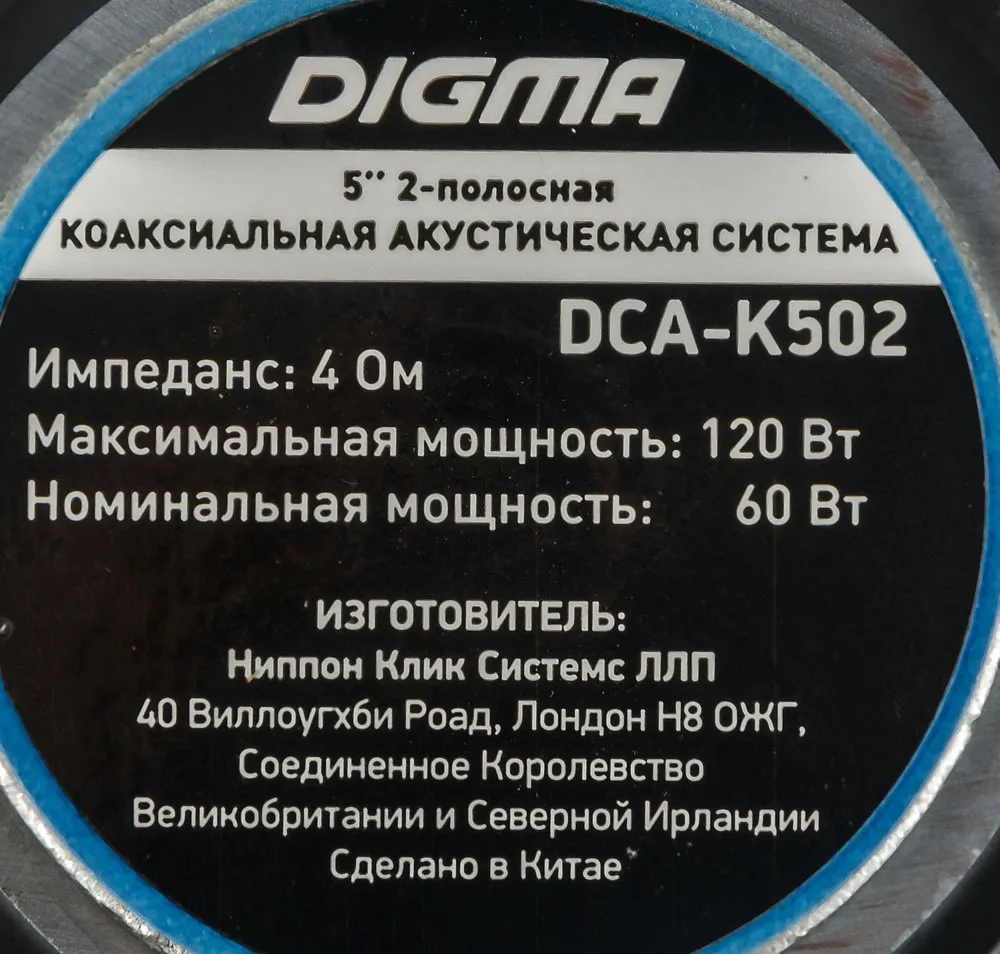 DIGMA
5'' 2-полосная
КОАКСИАЛЬНАЯ АКУСТИЧЕСКАЯ СИСТЕМА
DCA-K502
Импеданс: 4 Ом
Максимальная мощность: 120 Вт
Номинальная мощность: 60 Вт
ИЗГОТОВИТЕЛЬ:
Ниппон Клик Системс ЛЛП
40 Виллоугхби Роад, Лондон Н8 ОЖГ,
Соединенное Королевство
Великобритании и Северной Ирландии
Сделано в Китае